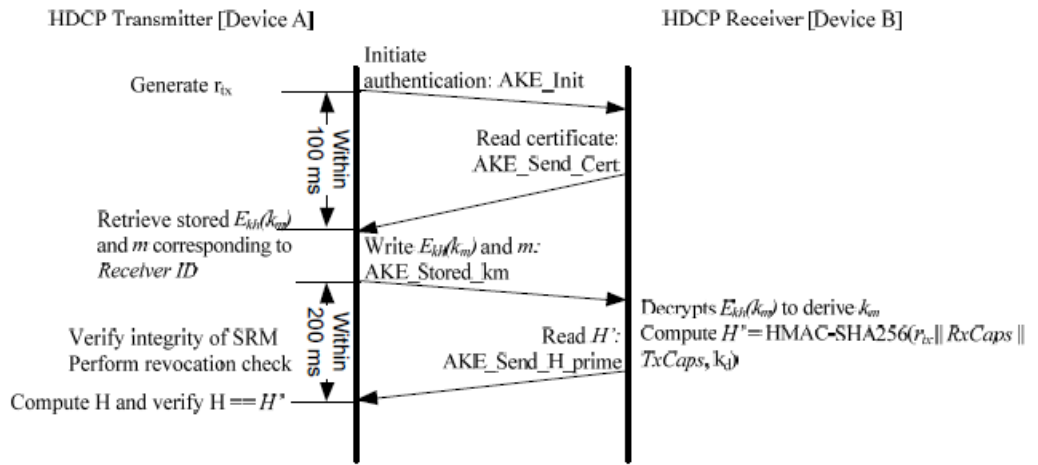 HDCP Transmitter [Device A]
HDCP Receiver [Device B]
Initiate
authentication: AKE_Init
Generate rtx
Within
100 ms
Read certificate:
AKE_Send_Cert
Retrieve stored Ekh(km)
and m corresponding to
Receiver ID
Write Ekh(km) and m:
AKE_Stored_km
Within
200 ms
Decrypts Ekh(km) to derive km
Compute H'=HMAC-SHA256(rtx || RxCaps ||
TxCaps, kd)
Verify integrity of SRM
Perform revocation check
Read H':
AKE_Send_H_prime
Compute H and verify H == H'